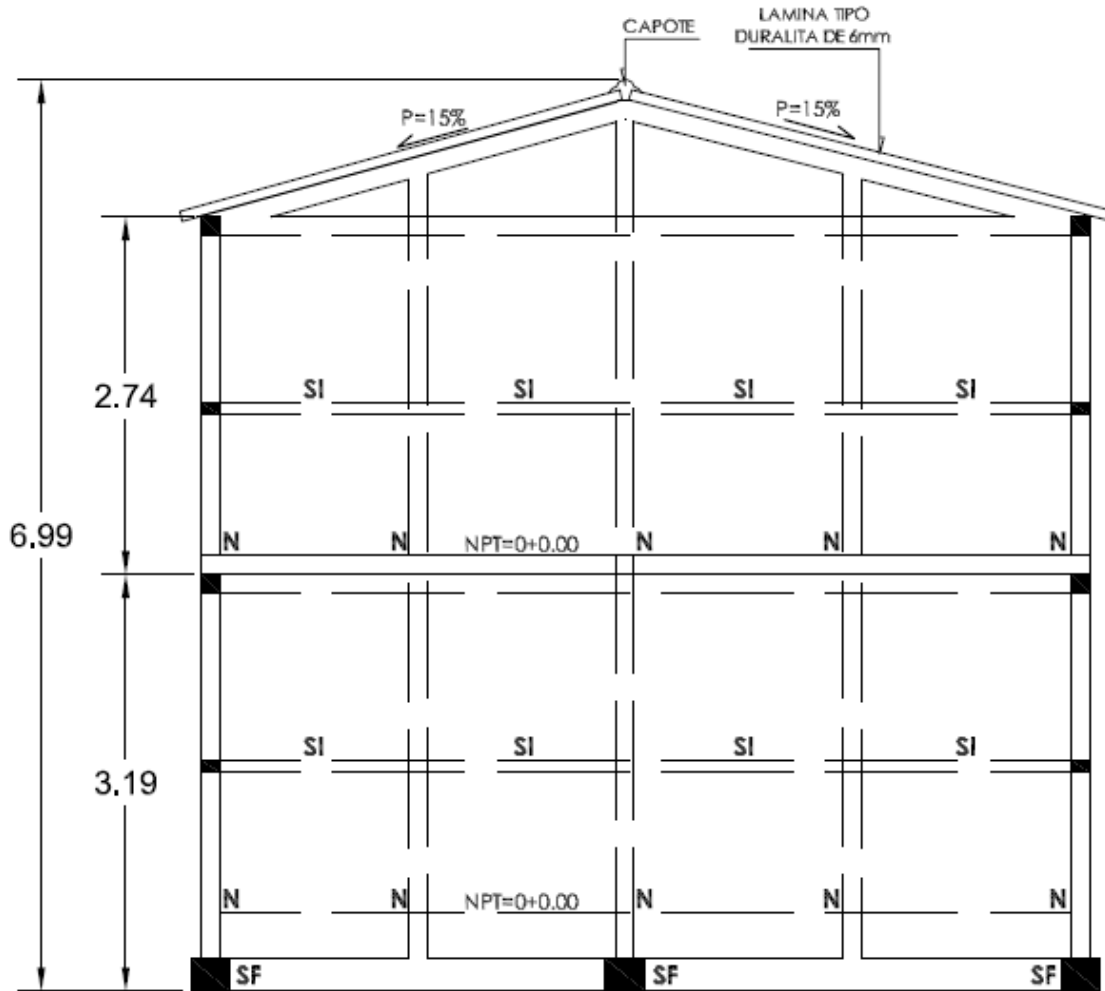 CAPOTE
LAMINA TIPO
DURALITA DE 6mm
P=15%
P=15%
2.74
SI SI SI SI
6.99
N N NPT=0+0.00 N N N
SI SI SI SI
3.19
N N NPT=0+0.00 N N N
SF SF SF